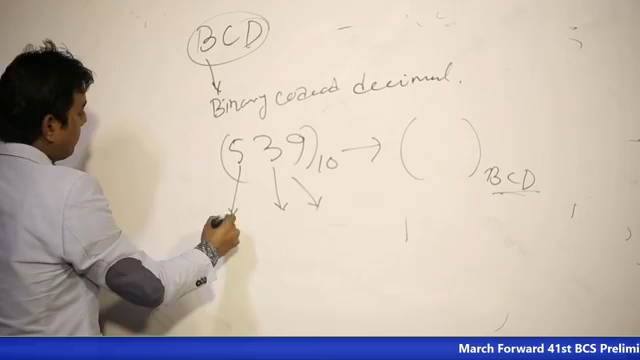 BCD
Binary coded decimal.
(539)10 → ( )BCD
March Forward 41st BCS Prelimi